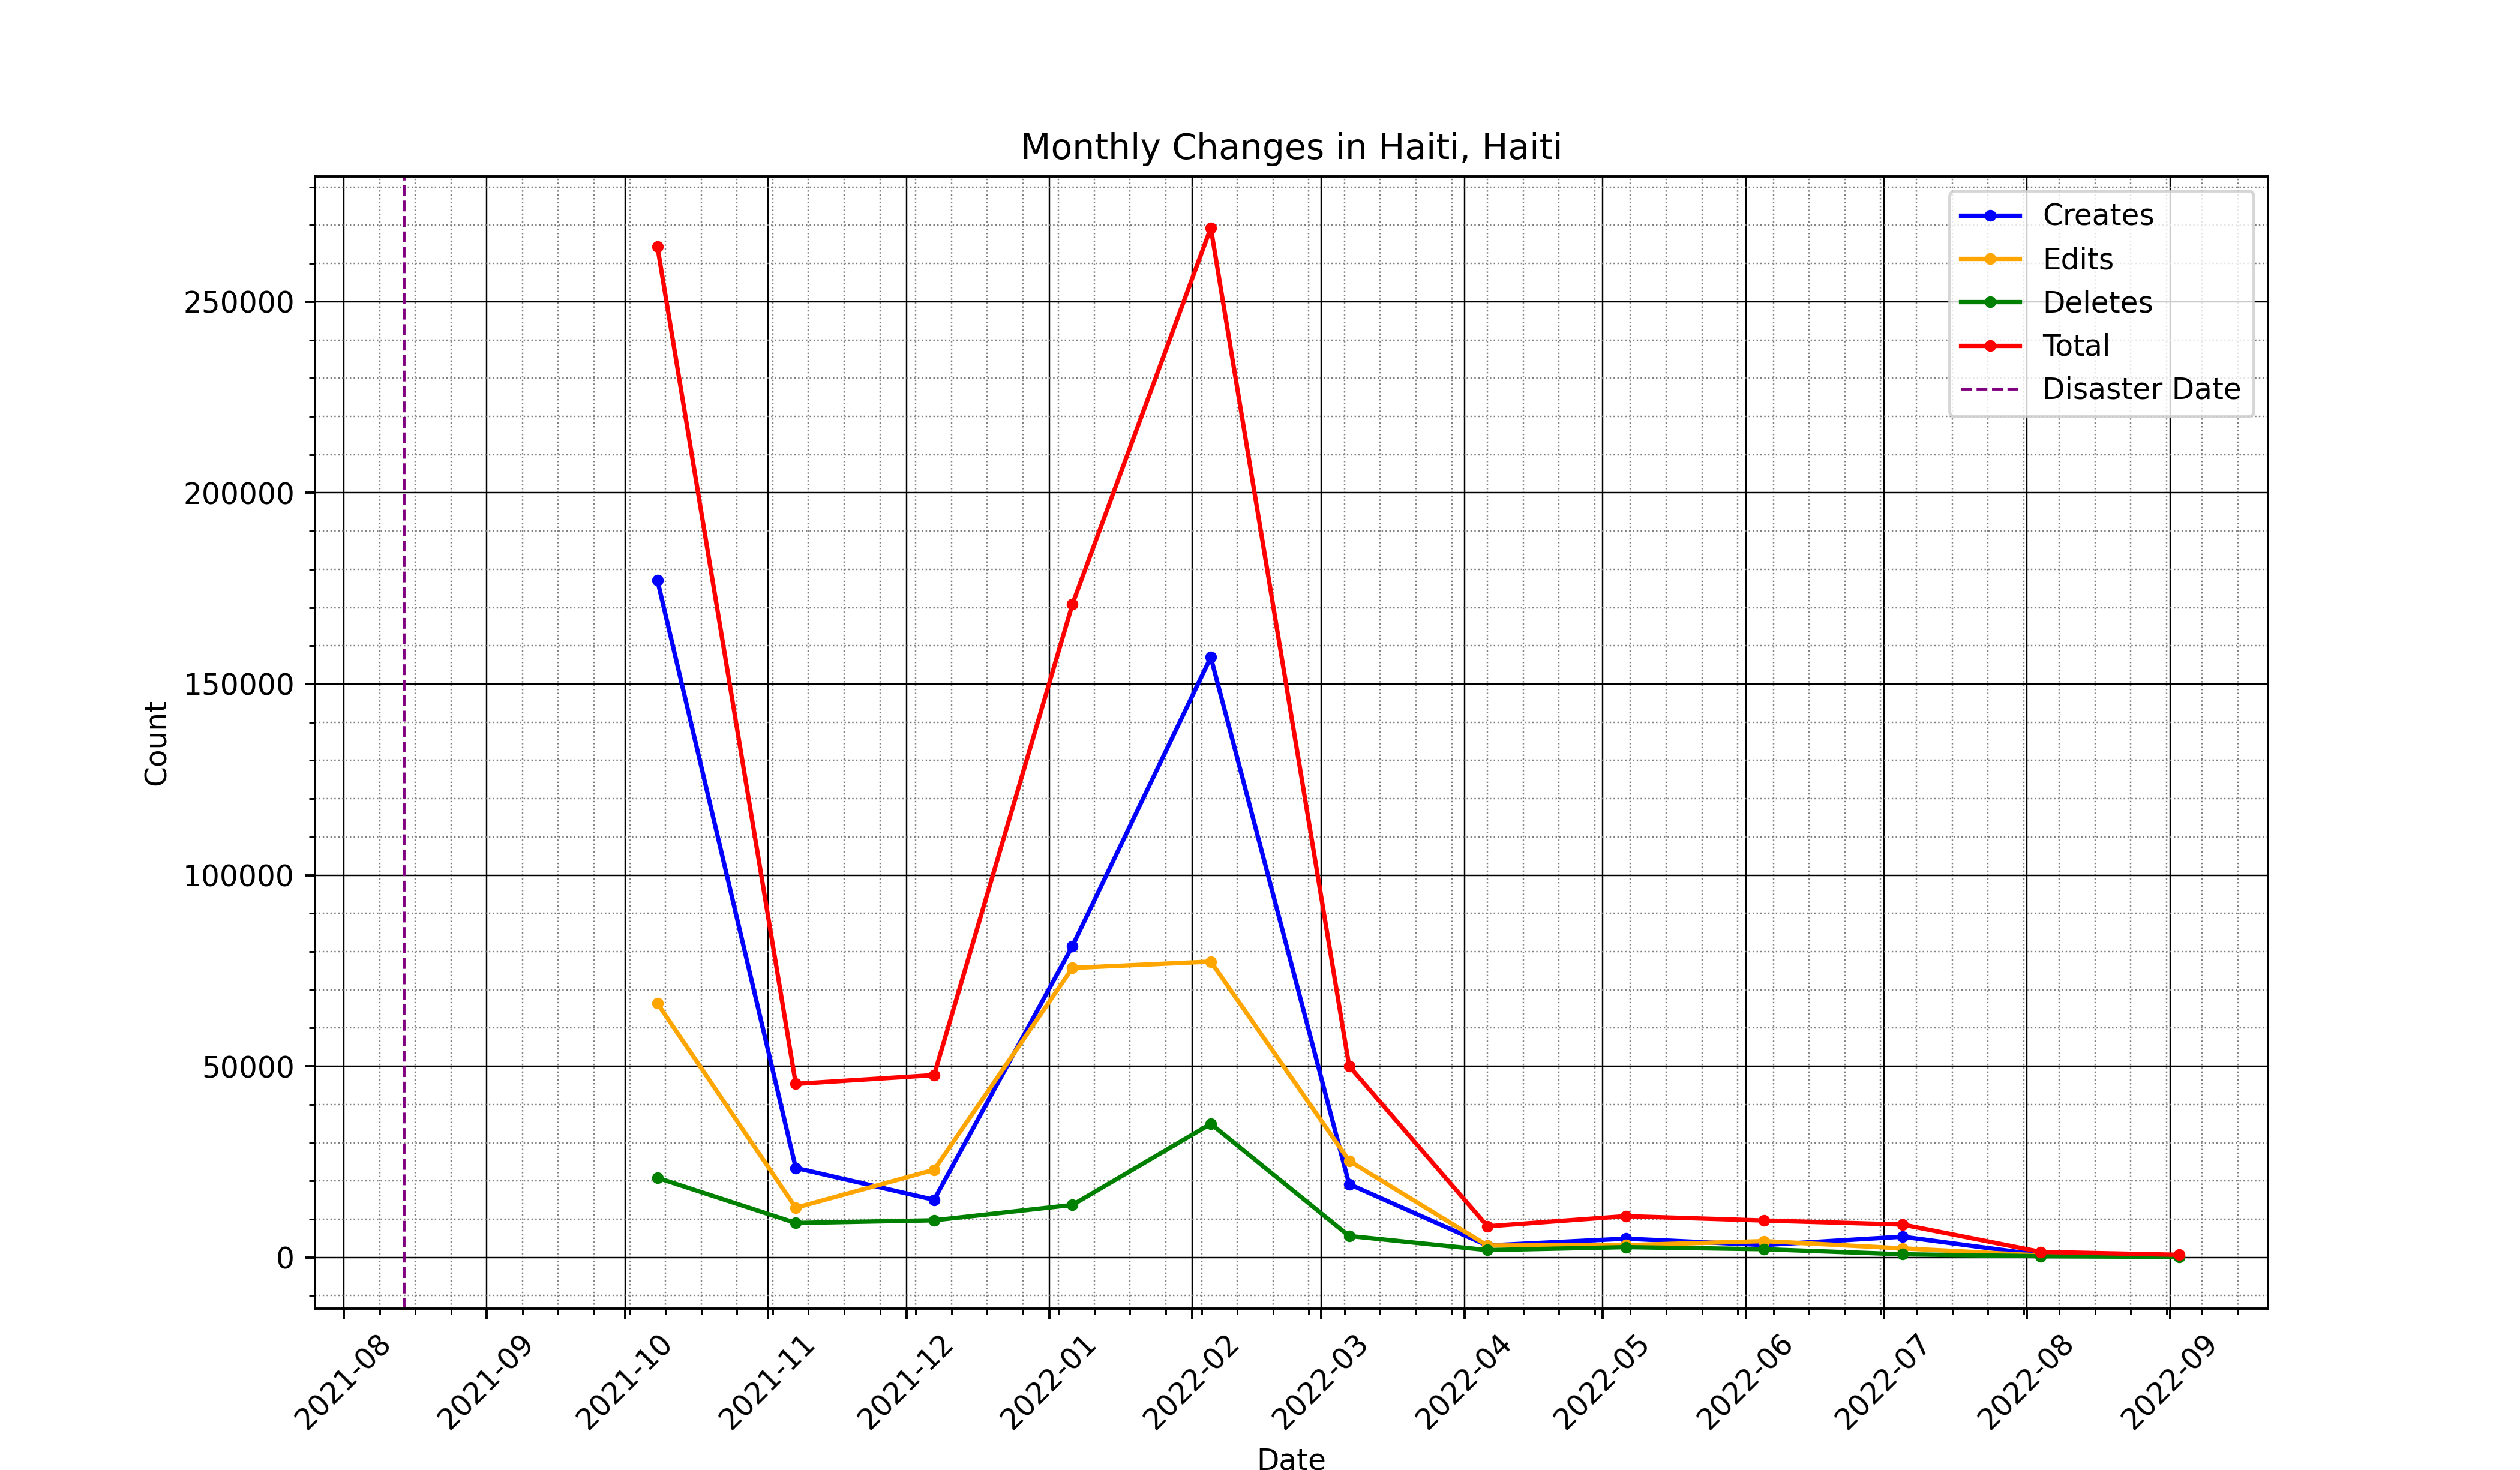 Monthly Changes in Haiti, Haiti
Creates
Edits
Deletes
Total
Disaster Date
Count
250000
200000
150000
100000
50000
0
2021-08
2021-09
2021-10
2021-11
2021-12
2022-01
2022-02
2022-03
2022-04
2022-05
2022-06
2022-07
2022-08
2022-09
Date